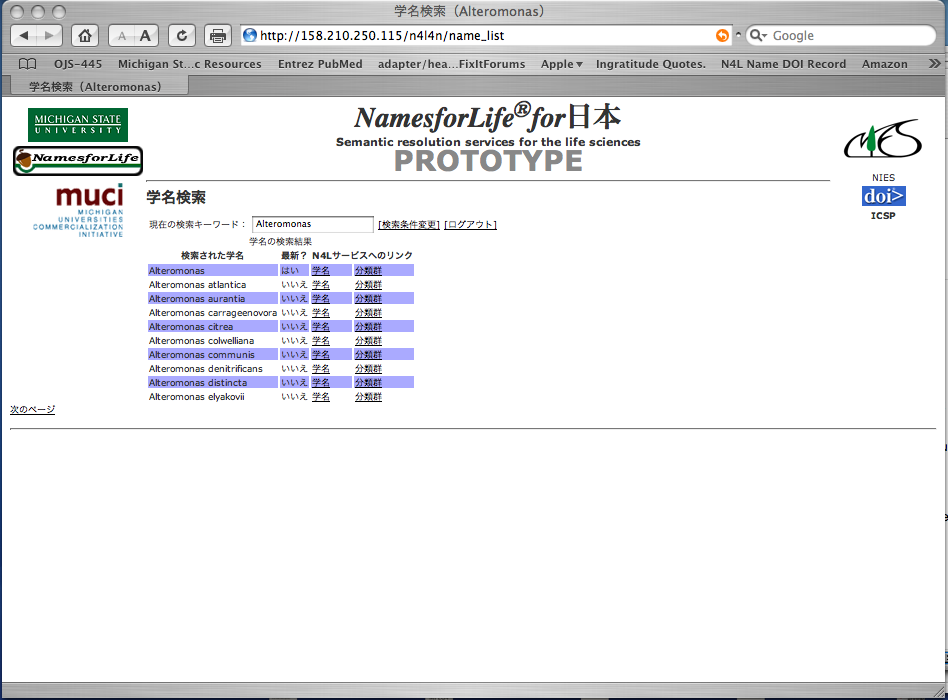 学名検索（Alteromonas）
A A http://158.210.250.115/n4l4n/name_list Google
OJS-445 Michigan St...c Resources Entrez PubMed adapter/hea...FixItForums Apple▾ Ingratitude Quotes. N4L Name DOI Record Amazon »
学名検索（Alteromonas）
MICHIGAN STATE
UNIVERSITY
NamesforLife
muci
MICHIGAN
UNIVERSITIES
COMMERCIALIZATION
INITIATIVE
NamesforLife®for日本
Semantic resolution services for the life sciences
PROTOTYPE
NIES
doi>
ICSP
学名検索
現在の検索キーワード： Alteromonas [検索条件変更] [ログアウト]
学名の検索結果
検索された学名 最新？ N4Lサービスへのリンク
Alteromonas はい 学名 分類群
Alteromonas atlantica いいえ 学名 分類群
Alteromonas aurantia いいえ 学名 分類群
Alteromonas carrageenovora いいえ 学名 分類群
Alteromonas citrea いいえ 学名 分類群
Alteromonas colwelliana いいえ 学名 分類群
Alteromonas communis いいえ 学名 分類群
Alteromonas denitrificans いいえ 学名 分類群
Alteromonas distincta いいえ 学名 分類群
Alteromonas elyakovii いいえ 学名 分類群
次のページ